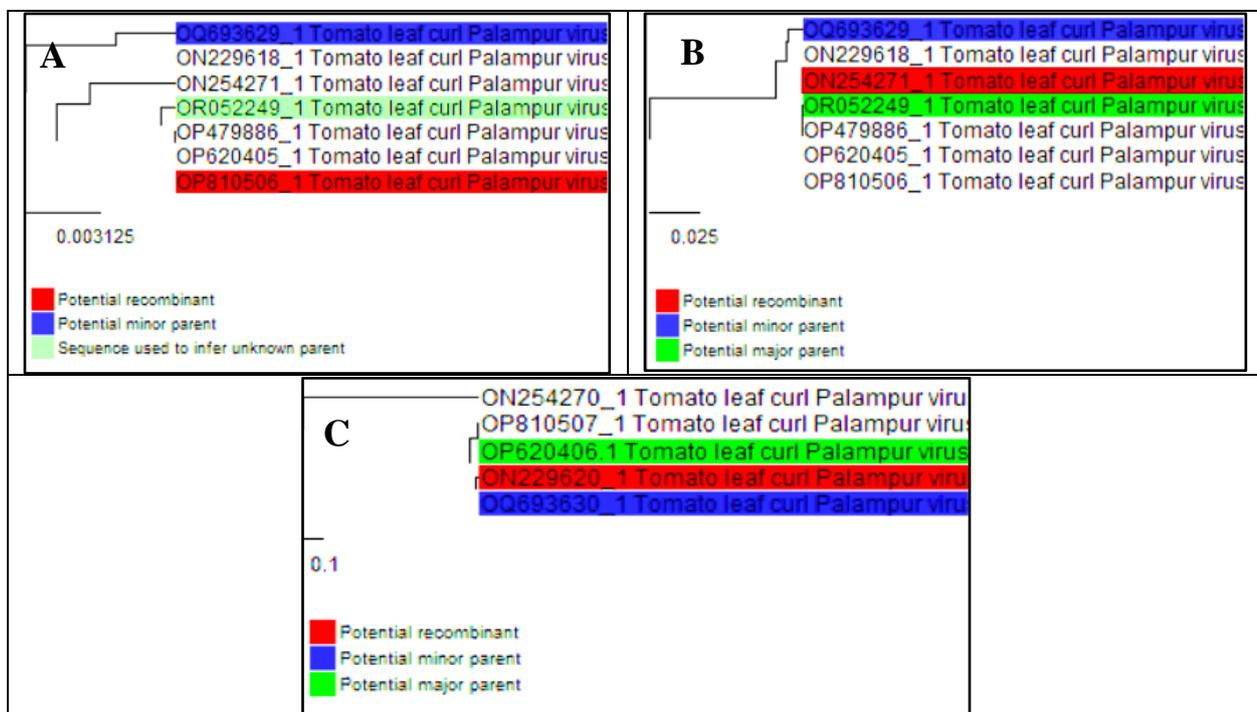 A
OQ693629_1 Tomato leaf curl Palampur virus
ON229618_1 Tomato leaf curl Palampur virus
ON254271_1 Tomato leaf curl Palampur virus
OR052249_1 Tomato leaf curl Palampur virus
OP479886_1 Tomato leaf curl Palampur virus
OP620405_1 Tomato leaf curl Palampur virus
OP810506_1 Tomato leaf curl Palampur virus
0.003125
Potential recombinant
Potential minor parent
Sequence used to infer unknown parent
B
OQ693629_1 Tomato leaf curl Palampur virus
ON229618_1 Tomato leaf curl Palampur virus
ON254271_1 Tomato leaf curl Palampur virus
OR052249_1 Tomato leaf curl Palampur virus
OP479886_1 Tomato leaf curl Palampur virus
OP620405_1 Tomato leaf curl Palampur virus
OP810506_1 Tomato leaf curl Palampur virus
0.025
Potential recombinant
Potential minor parent
Potential major parent
C
ON254270_1 Tomato leaf curl Palampur viru
OP810507_1 Tomato leaf curl Palampur virus
OP620406.1 Tomato leaf curl Palampur virus
ON229620_1 Tomato leaf curl Palampur viru
OQ693630_1 Tomato leaf curl Palampur viru
0.1
Potential recombinant
Potential minor parent
Potential major parent